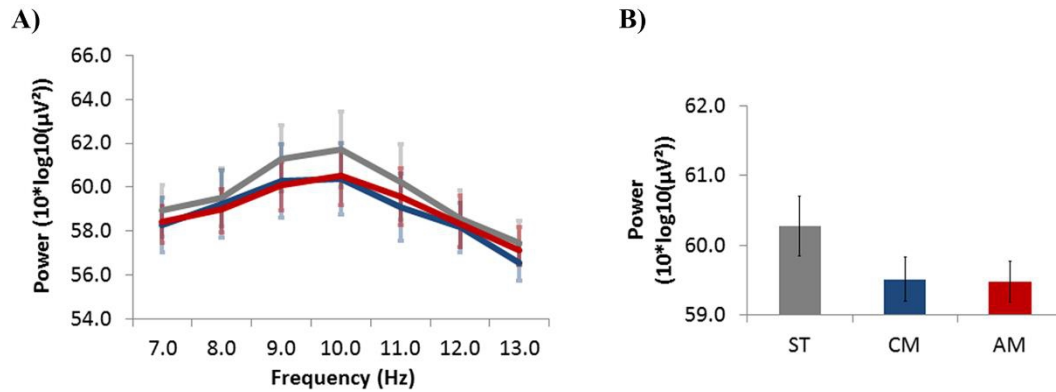 A)
Power (10*log10(µV²))
66.0
64.0
62.0
60.0
58.0
56.0
54.0
7.0 8.0 9.0 10.0 11.0 12.0 13.0
Frequency (Hz)
B)
Power
(10*log10(µV²))
62.0
61.0
60.0
59.0
ST CM AM